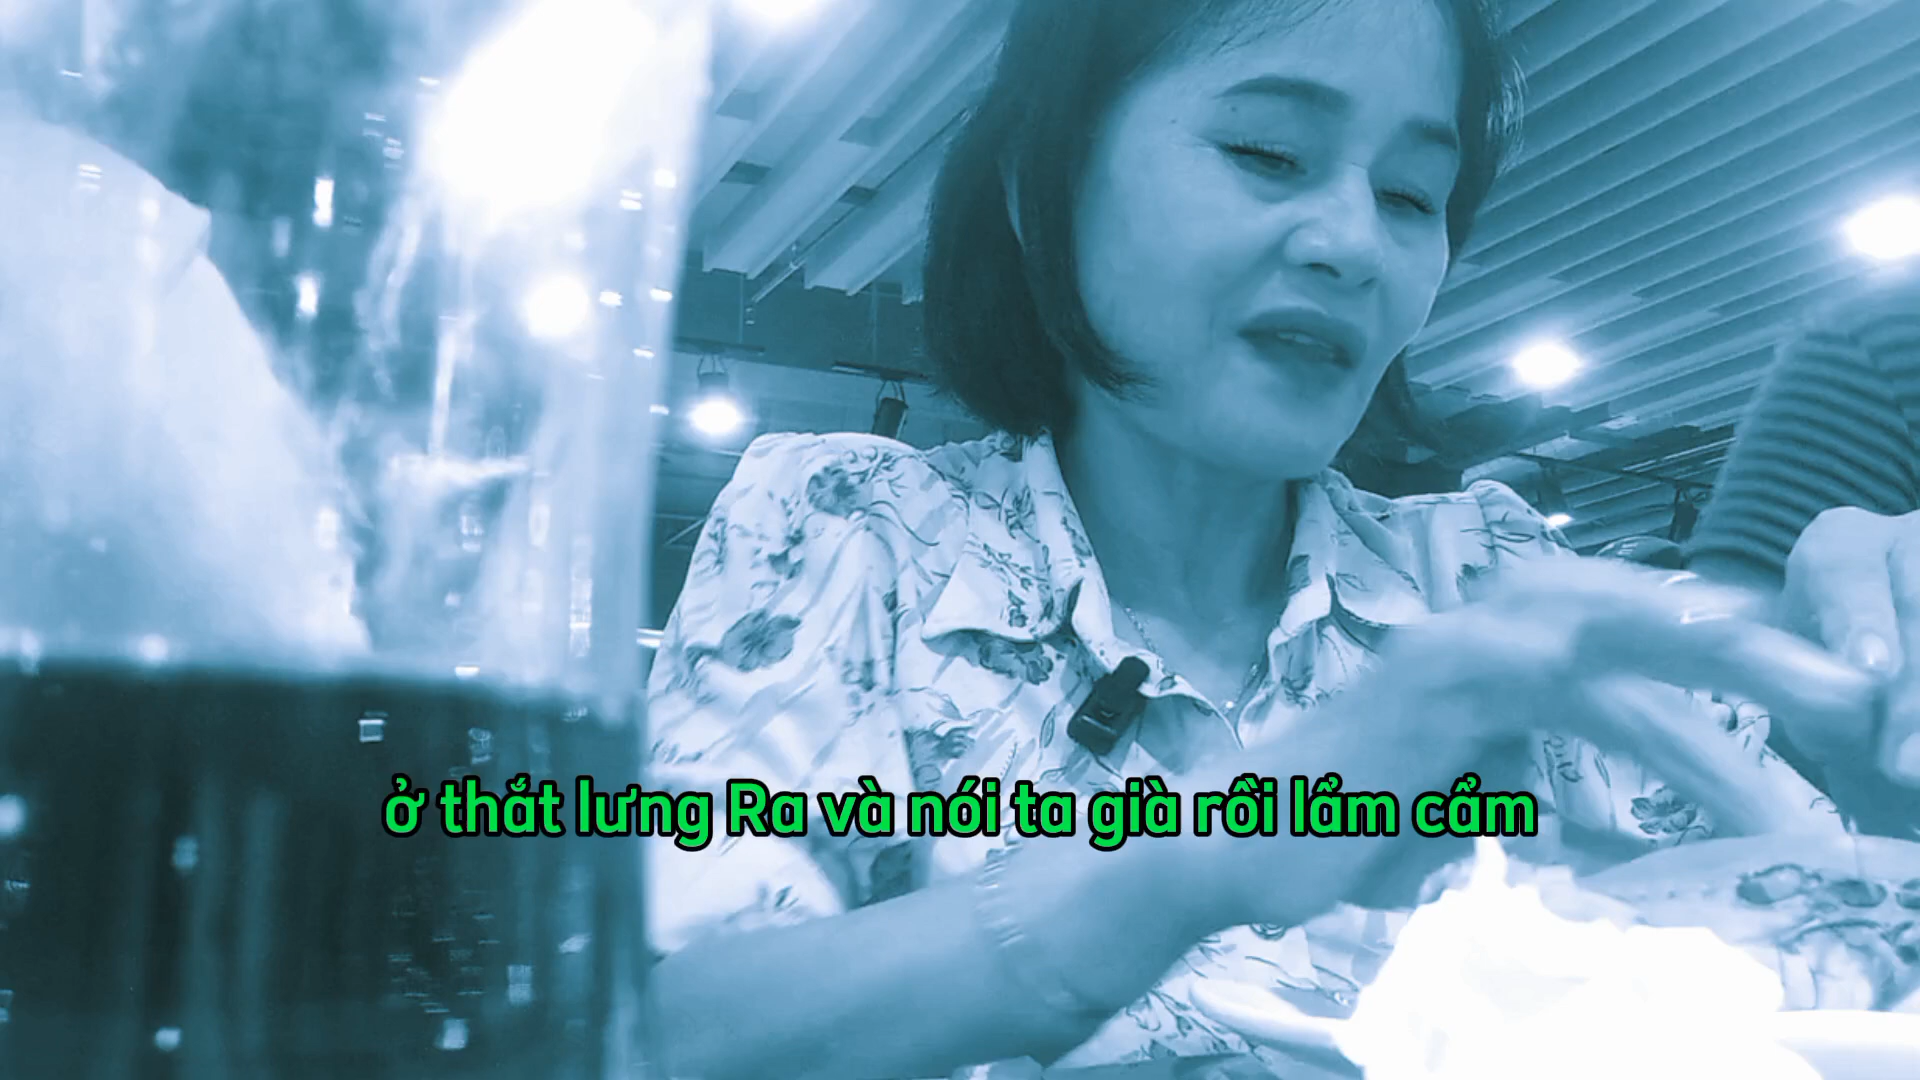 ở thắt lưng Ra và nói ta già rồi lẩm cẩm